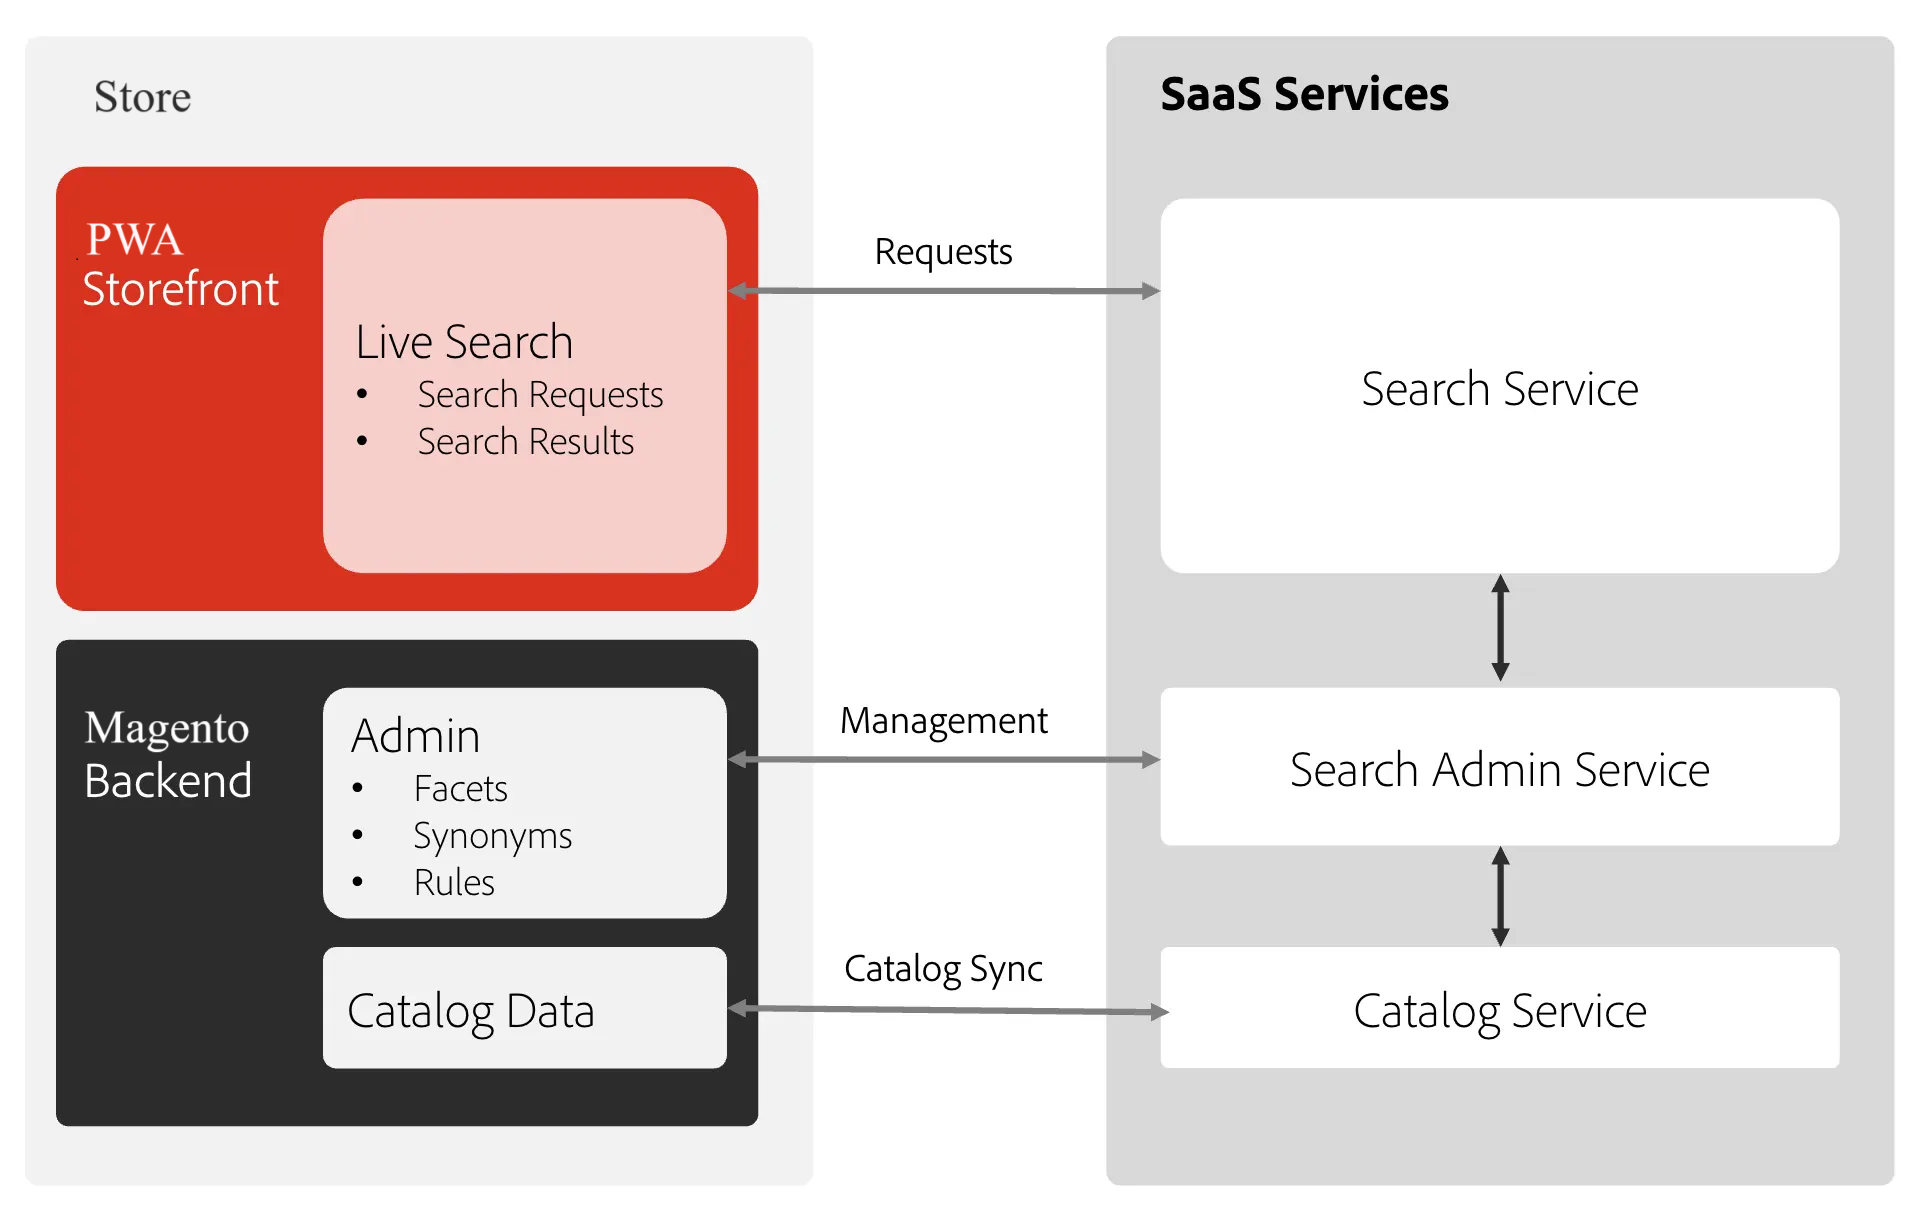 Store
PWA
Storefront
Live Search
• Search Requests
• Search Results
Magento
Backend
Admin
• Facets
• Synonyms
• Rules
Catalog Data
Requests
Management
Catalog Sync
SaaS Services
Search Service
Search Admin Service
Catalog Service